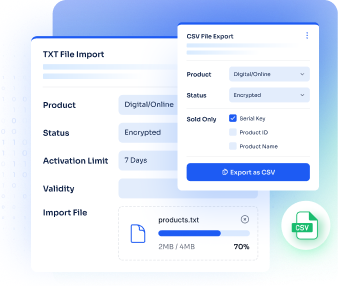 TXT File Import
Product
Digital/Online
Status
Encrypted
Activation Limit
7 Days
Validity
Import File
products.txt
2MB / 4MB
70%
CSV File Export
Product
Digital/Online
Status
Encrypted
Sold Only
Serial Key
Product ID
Product Name
Export as CSV
CSV